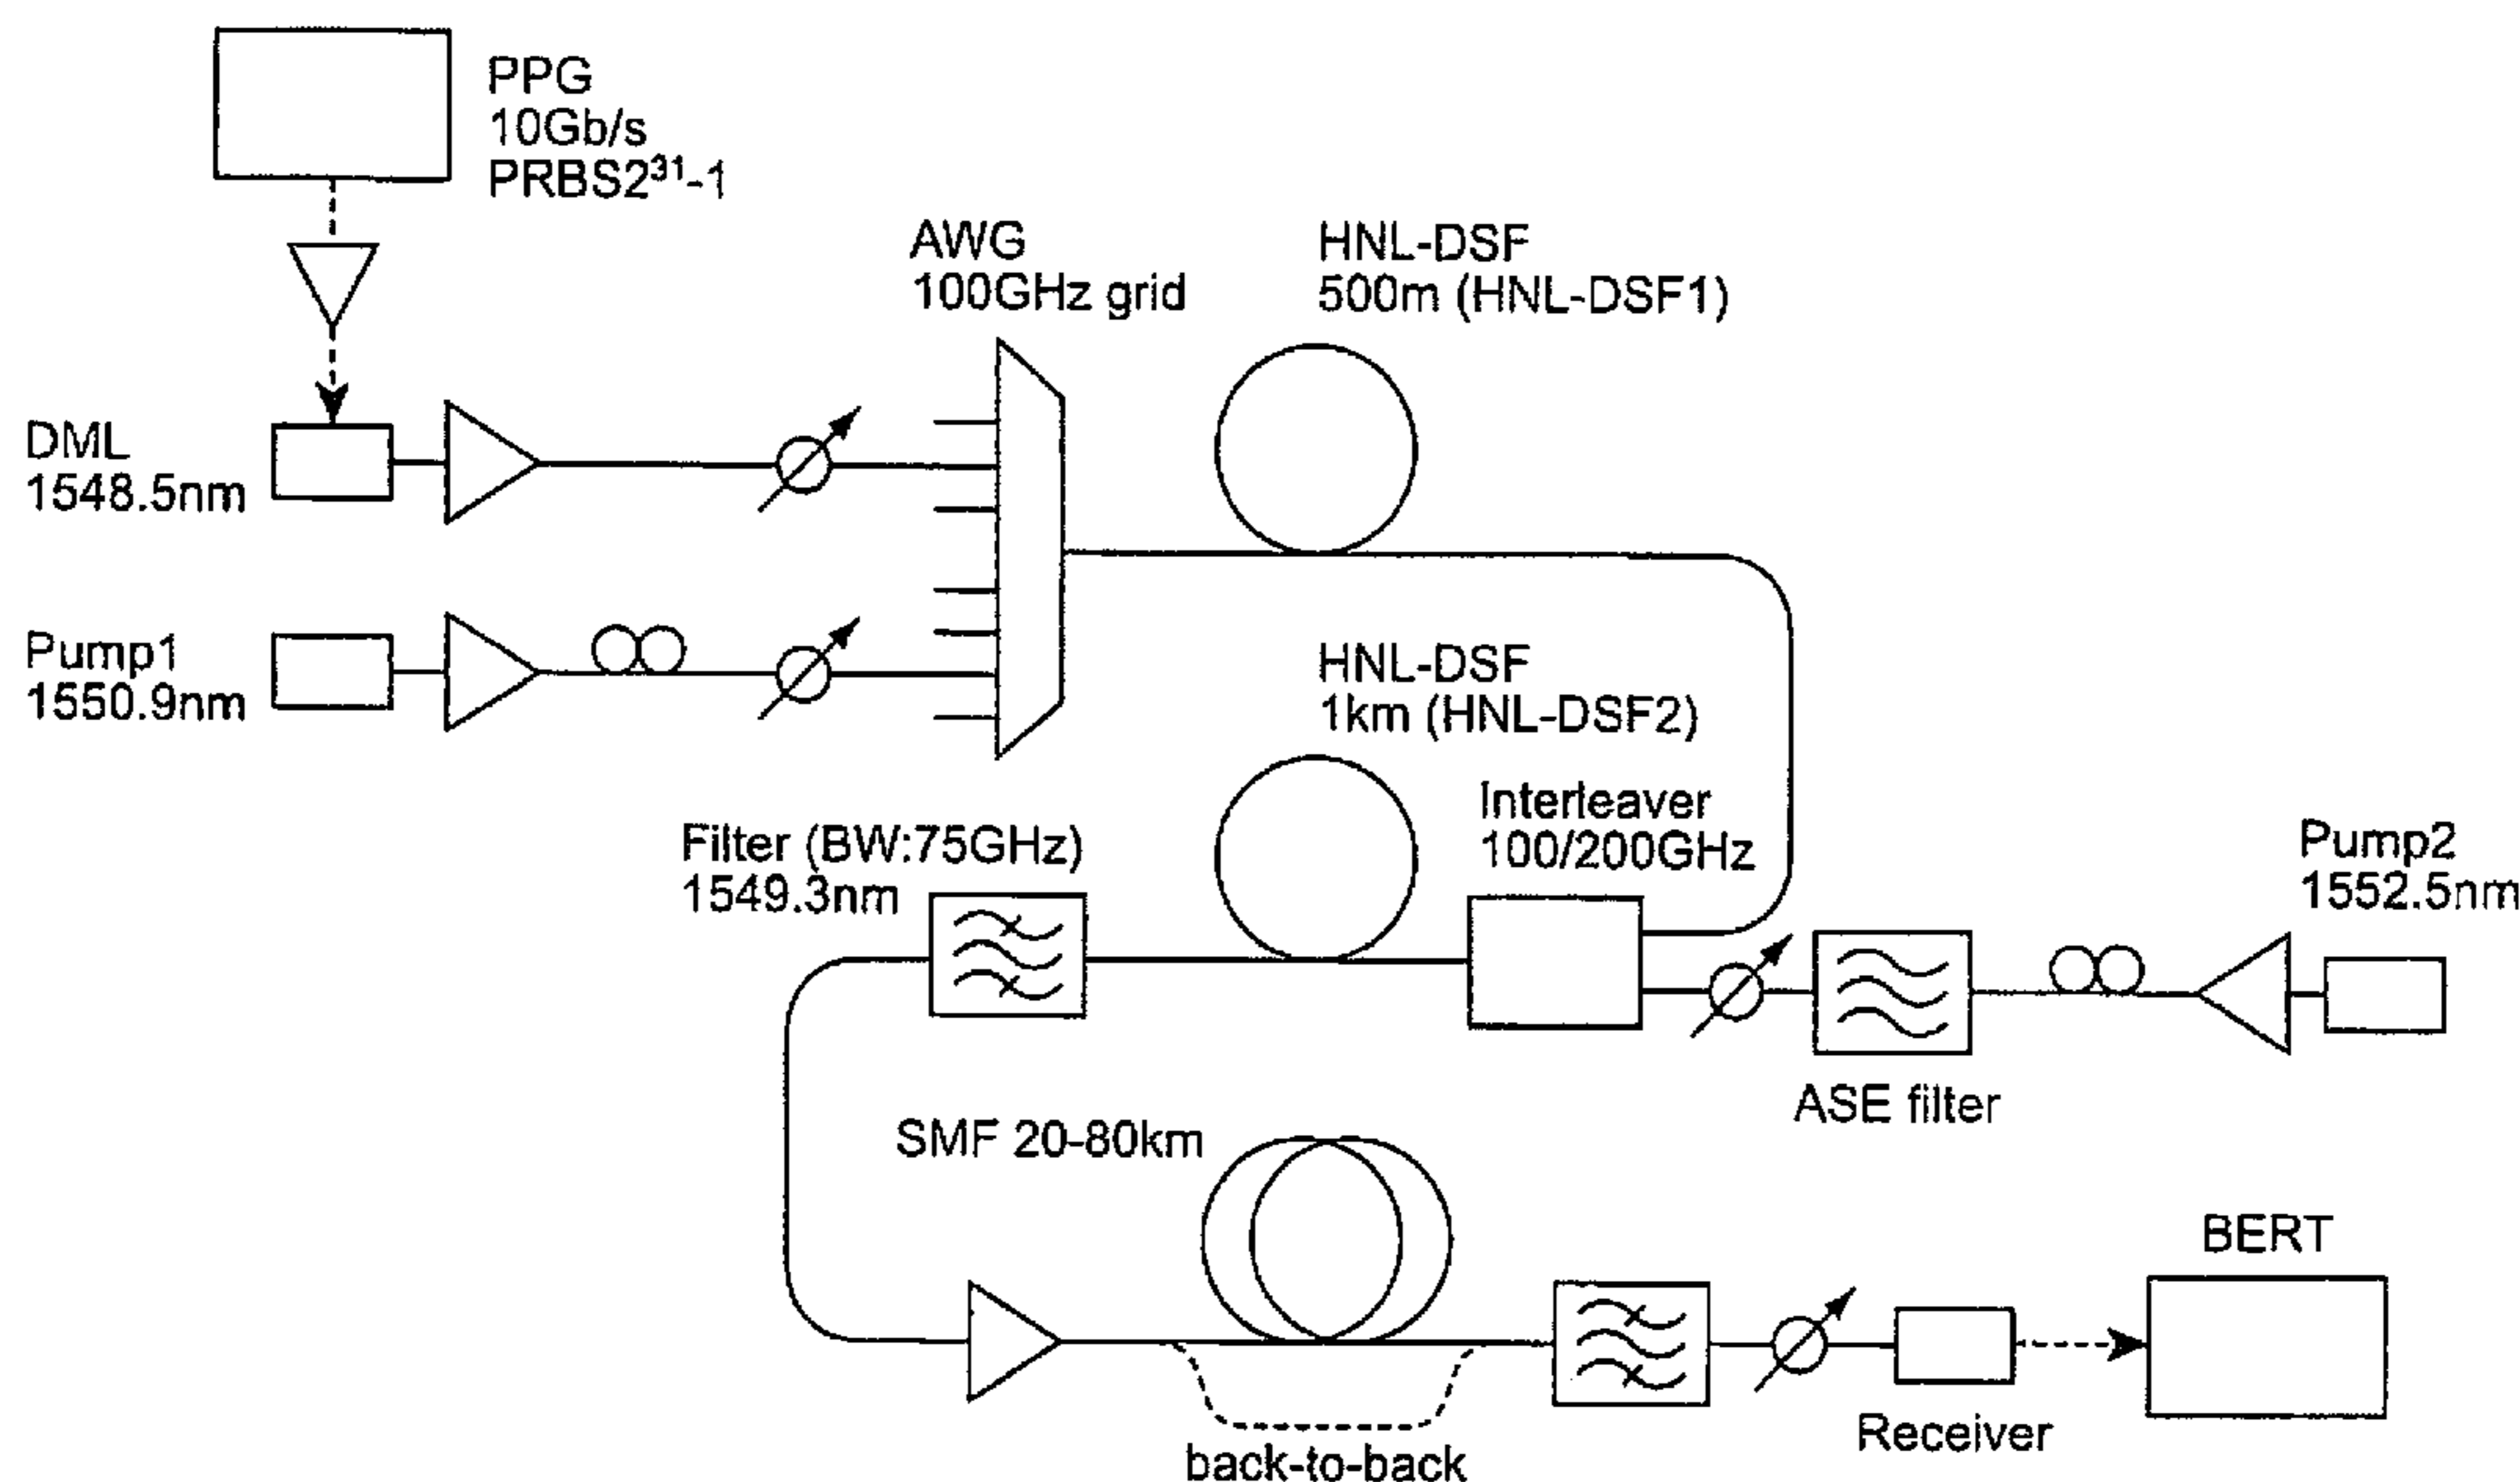 PPG
10Gb/s
PRBS2³¹-1
AWG
100GHz grid
HNL-DSF
500m (HNL-DSF1)
DML
1548.5nm
Pump1
1550.9nm
HNL-DSF
1km (HNL-DSF2)
Interleaver
100/200GHz
Filter (BW:75GHz)
1549.3nm
Pump2
1552.5nm
ASE filter
SMF 20-80km
BERT
Receiver
back-to-back